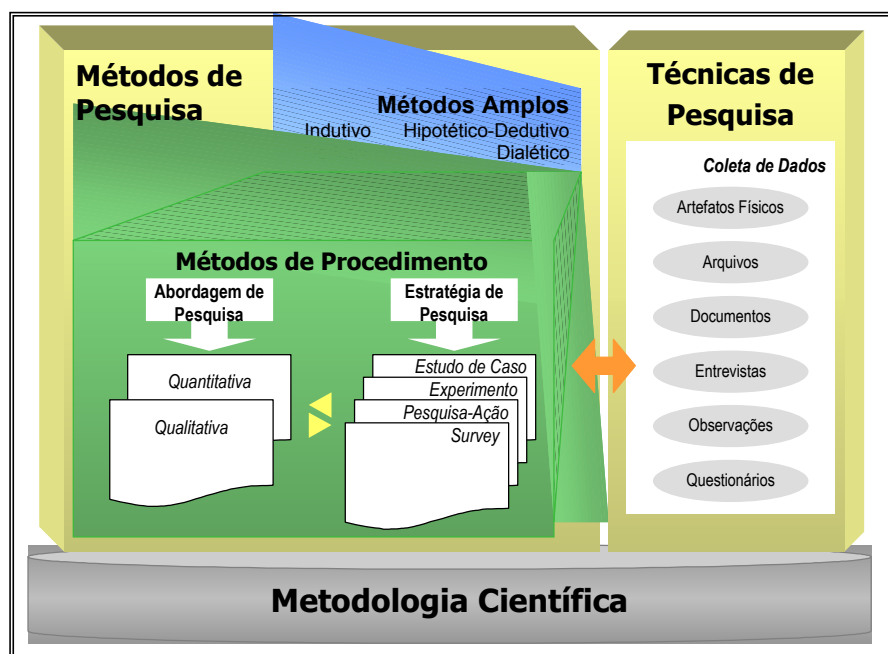 Métodos de
Pesquisa
Métodos Amplos
Indutivo Hipotético-Dedutivo
Dialético
Métodos de Procedimento
Abordagem de
Pesquisa
Quantitativa
Qualitativa
Estratégia de
Pesquisa
Estudo de Caso
Experimento
Pesquisa-Ação
Survey
Técnicas de
Pesquisa
Coleta de Dados
Artefatos Físicos
Arquivos
Documentos
Entrevistas
Observações
Questionários
Metodologia Científica